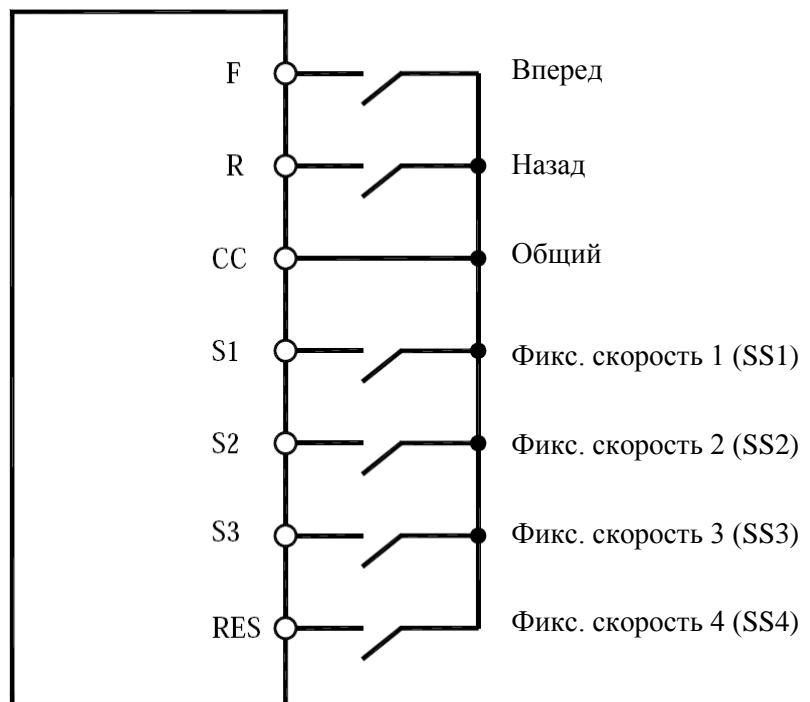 F Вперед
R Назад
CC Общий
S1 Фикс. скорость 1 (SS1)
S2 Фикс. скорость 2 (SS2)
S3 Фикс. скорость 3 (SS3)
RES Фикс. скорость 4 (SS4)